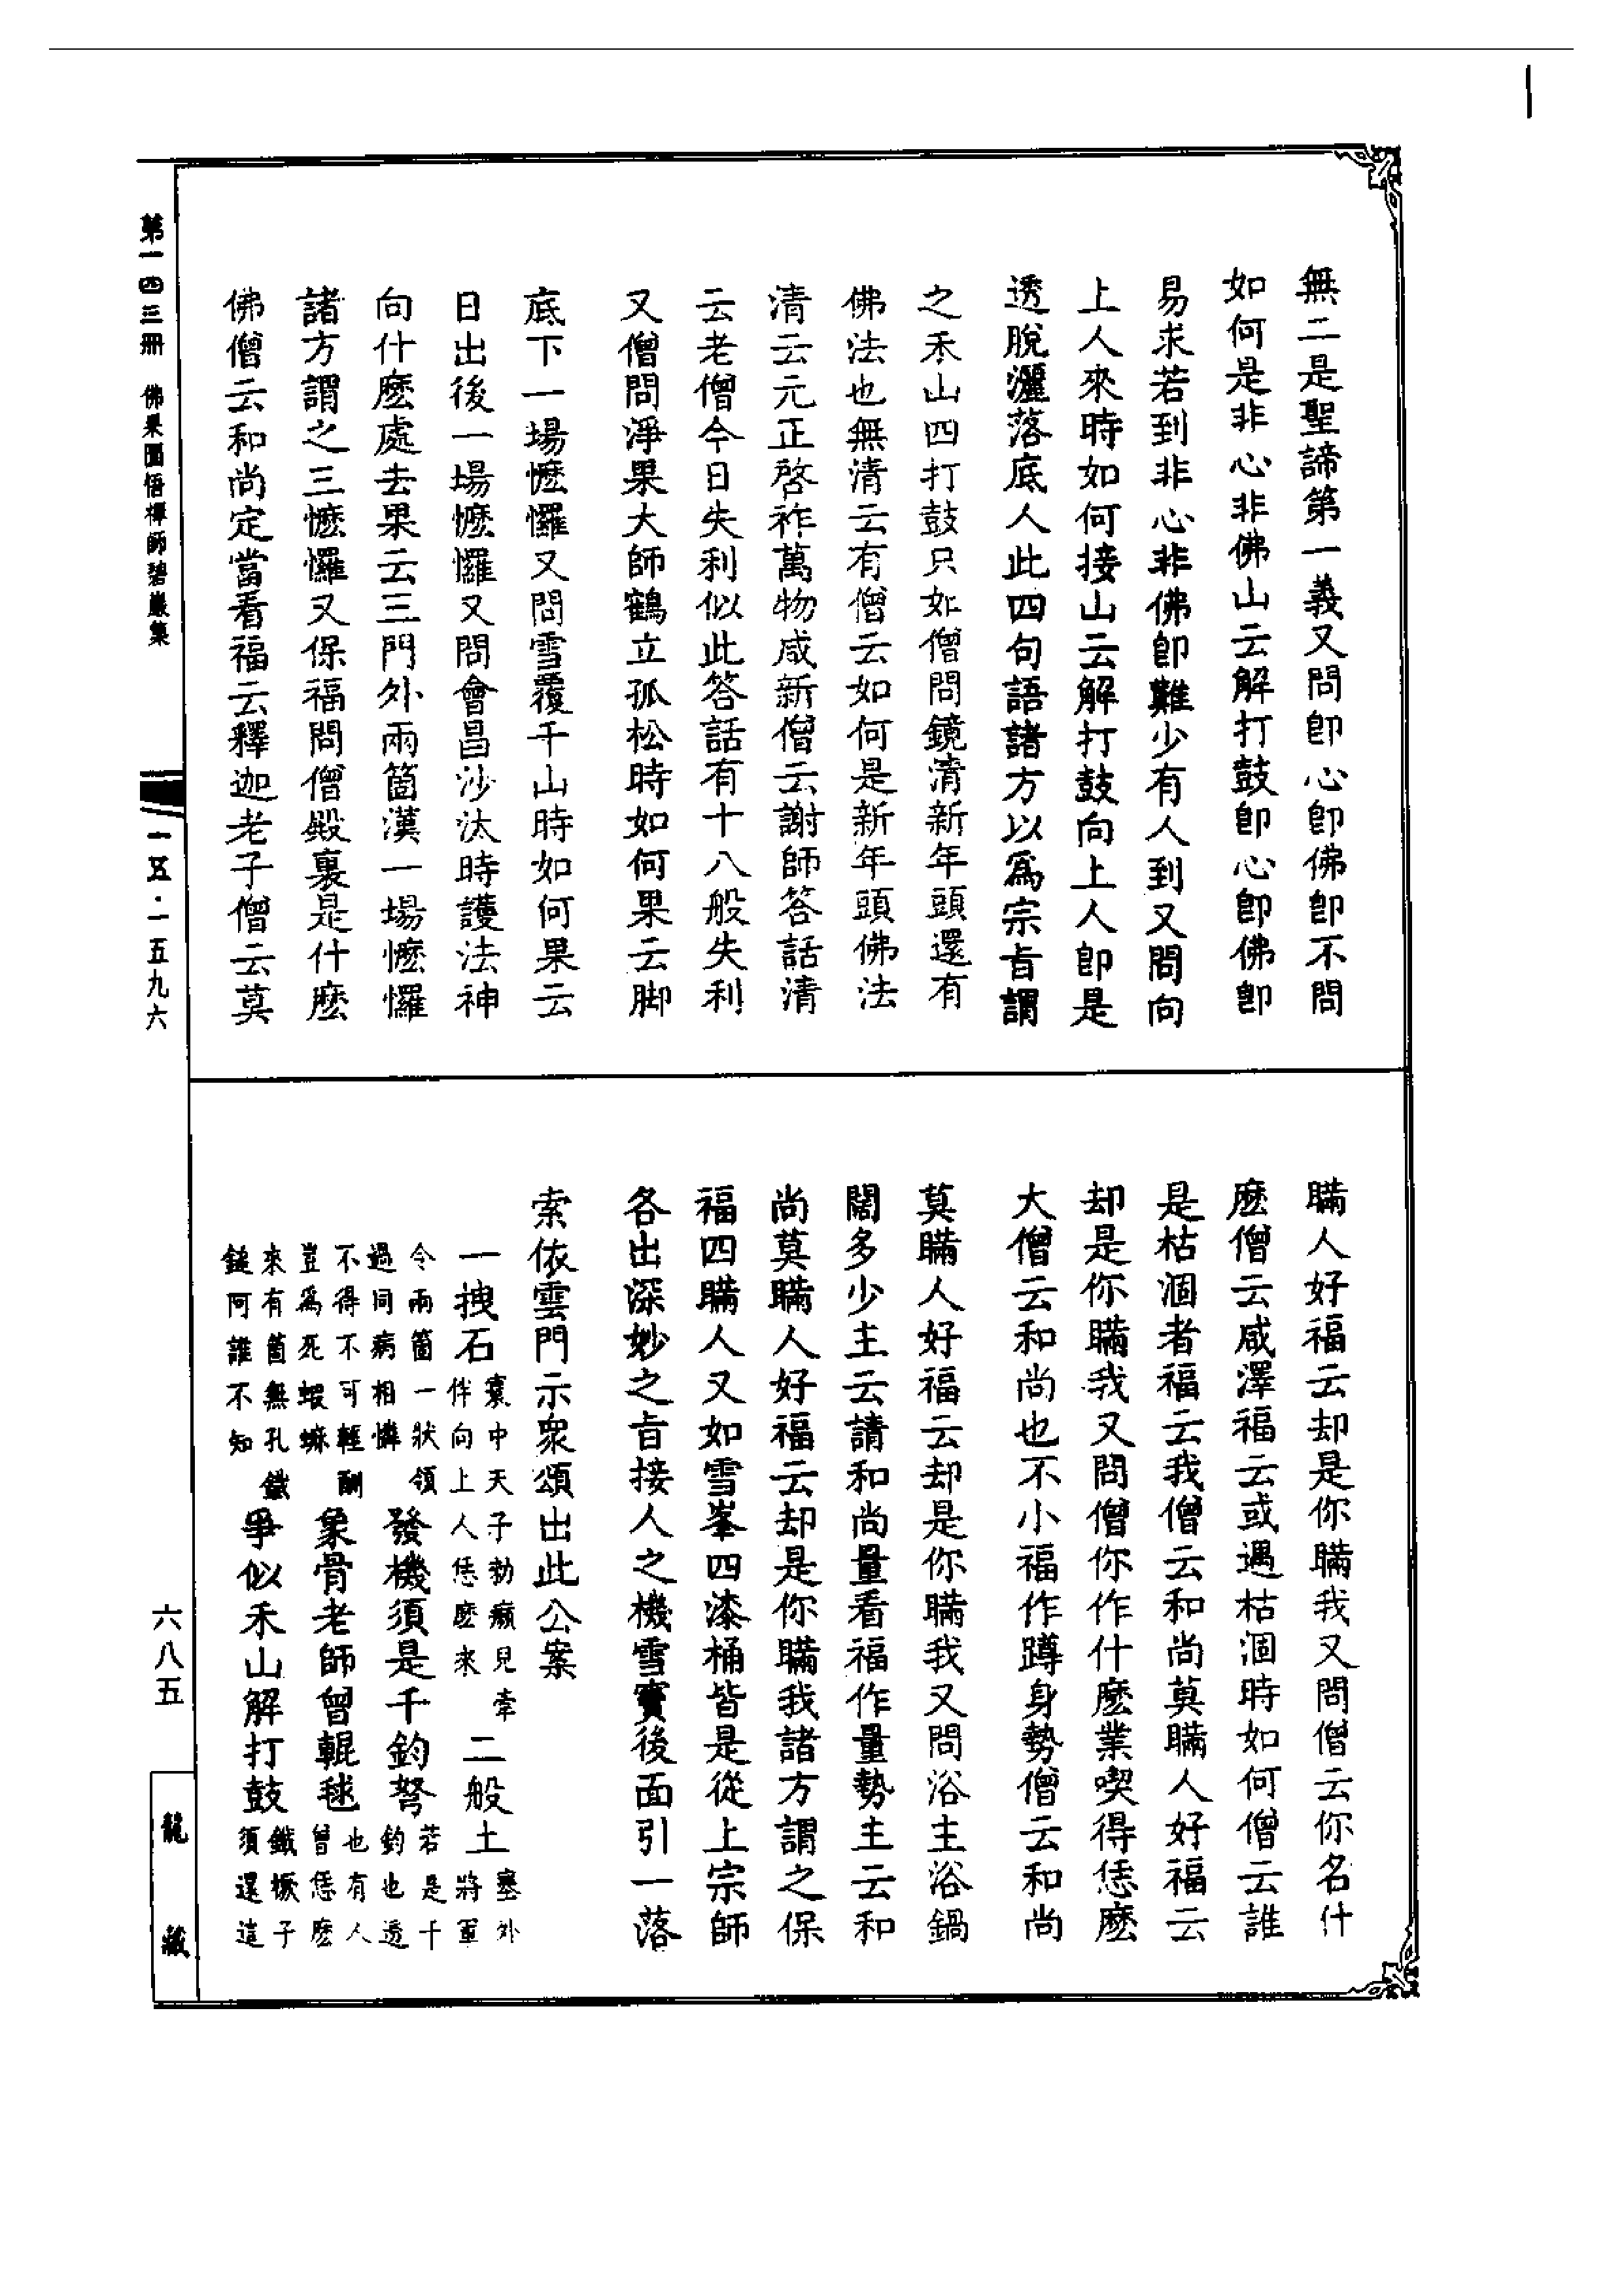 無二是聖諦第一義又問卽心卽佛卽不問
如何是非心非佛山云解打鼓卽心卽佛卽
易求若到非心非佛卽難少有人到又問向
上人來時如何接山云解打鼓向上人卽是
透脫灑落底人此四句語諸方以爲宗旨謂
之禾山四打鼓只如僧問鏡清新年頭還有
佛法也無清云有僧云如何是新年頭佛法
清云元正啓祚萬物咸新僧云謝師答話清
云老僧今日失利似此答話有十八般失利
又僧問淨果大師鶴立孤松時如何果云脚
底下一場懡㦬又問雪覆千山時如何果云
日出後一場懡㦬又問會昌沙汰時護法神
向什麽處去果云三門外兩箇漢一場懡㦬
諸方謂之三懡㦬又保福問僧殿裏是什麽
佛僧云和尚定當看福云釋迦老子僧云莫
瞞人好福云却是你瞞我又問僧云你名什
麽僧云咸澤福云或遇枯涸時如何僧云誰
是枯涸者福云我僧云和尚莫瞞人好福云
却是你瞞我又問僧你作什麽業喫得恁麽
大僧云和尚也不小福作蹲身勢僧云和尚
莫瞞人好福云却是你瞞我又問浴主浴鍋
闊多少主云請和尚量看福作量勢主云和
尚莫瞞人好福云却是你瞞我諸方謂之保
福四瞞人又如雪峯四漆桶皆是從上宗師
各出深妙之旨接人之機雪竇後面引一落
索依雲門示衆頌出此公案
一拽石寰中天子勅癩兒牽伴向上人恁麽來二般土塞外將軍
令兩箇一狀領過同病相憐發機須是千鈞弩若是千鈞也透
不得不可輕酬豈爲死蝦蟆象骨老師曾輥毬也有人曾恁麽
來有箇無孔鐵鎚阿誰不知爭似禾山解打鼓鐵橛子須還這
第一四三册 佛果圜悟禪師碧巖集
一五·一五九六
六八五
龍藏